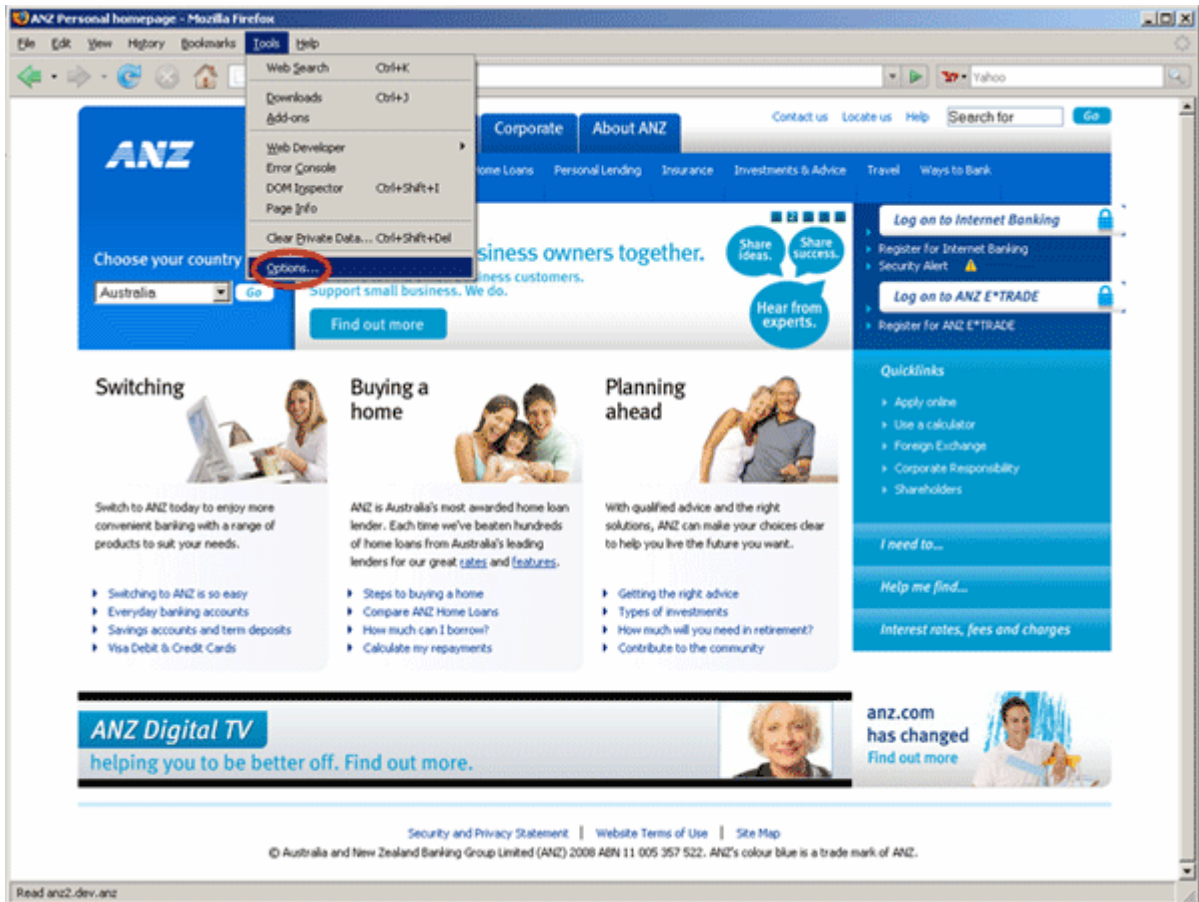 ANZ Personal homepage - Mozilla Firefox
File Edit View History Bookmarks Tools Help
Yahoo
Web Search Ctrl+K
Downloads Ctrl+J
Add-ons
Web Developer
Error Console
DOM Inspector Ctrl+Shift+I
Page Info
Clear Private Data... Ctrl+Shift+Del
Options...
Contact us Locate us Help Search for Go
ANZ
Corporate About ANZ
ome Loans Personal Lending Insurance Investments & Advice Travel Ways to Bank
Choose your country
Australia Go
siness owners together.
iness customers.
Support small business. We do.
Find out more
2
Share ideas.
Share success.
Hear from experts.
Log on to Internet Banking
Register for Internet Banking
Security Alert
Log on to ANZ E*TRADE
Register for ANZ E*TRADE
Switching
Switch to ANZ today to enjoy more
convenient banking with a range of
products to suit your needs.
Switching to ANZ is so easy
Everyday banking accounts
Savings accounts and term deposits
Visa Debit & Credit Cards
Buying a
home
ANZ is Australia's most awarded home loan
lender. Each time we've beaten hundreds
of home loans from Australia's leading
lenders for our great rates and features.
Steps to buying a home
Compare ANZ Home Loans
How much can I borrow?
Calculate my repayments
Planning
ahead
With qualified advice and the right
solutions, ANZ can make your choices clear
to help you live the future you want.
Getting the right advice
Types of investments
How much will you need in retirement?
Contribute to the community
Quicklinks
Apply online
Use a calculator
Foreign Exchange
Corporate Responsibility
Shareholders
I need to...
Help me find...
Interest rates, fees and charges
ANZ Digital TV
helping you to be better off. Find out more.
anz.com
has changed
Find out more
Security and Privacy Statement | Website Terms of Use | Site Map
© Australia and New Zealand Banking Group Limited (ANZ) 2008 ABN 11 005 357 522. ANZ's colour blue is a trade mark of ANZ.
Read anz2.dev.anz